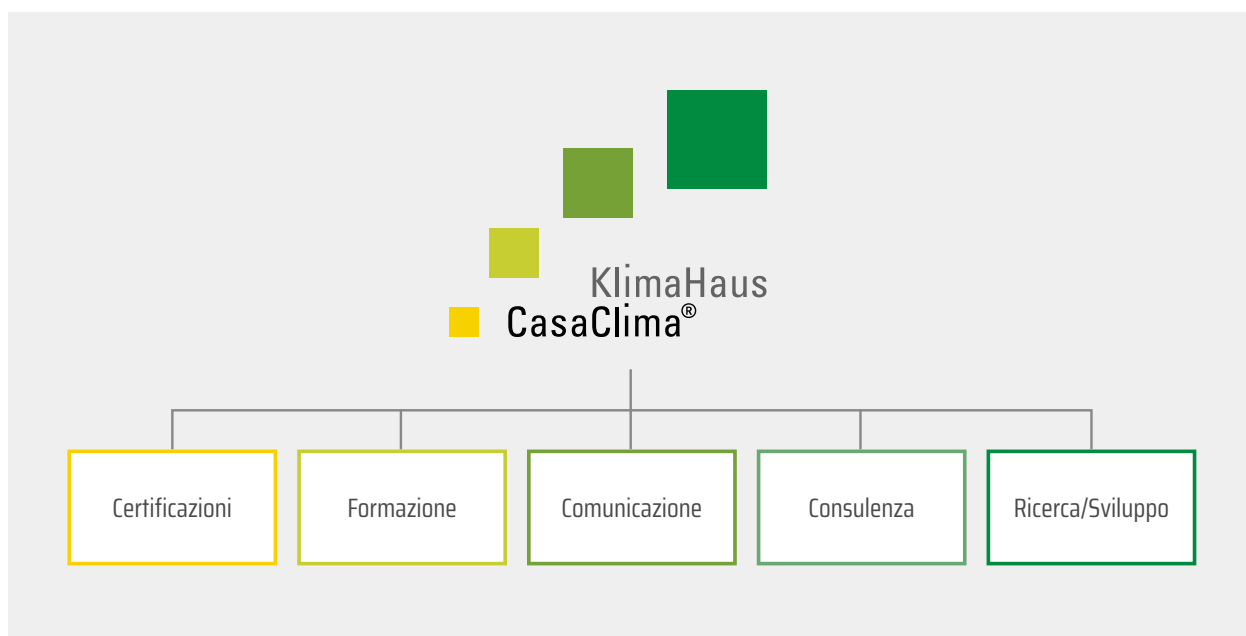 KlimaHaus
CasaClima®
Certificazioni
Formazione
Comunicazione
Consulenza
Ricerca/Sviluppo